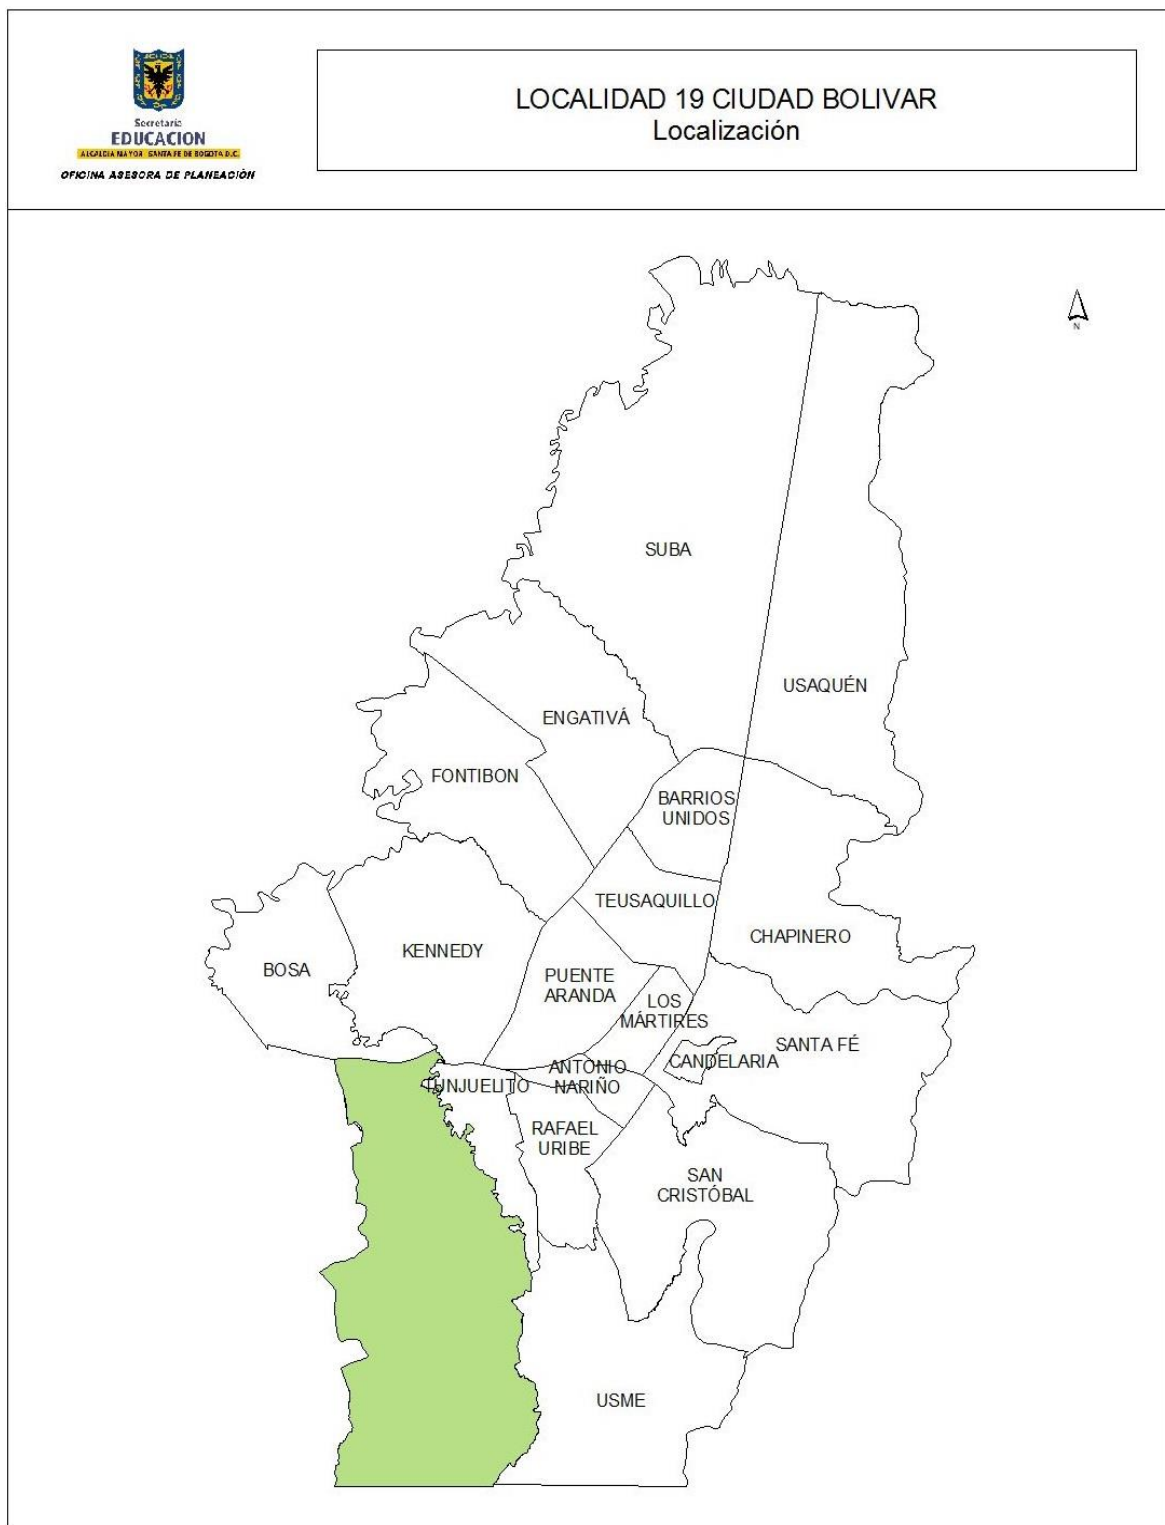 Secretaría
EDUCACION
ALCALDIA MAYOR SANTA FE DE BOGOTA D.C.
OFICINA ASESORA DE PLANEACIÓN
LOCALIDAD 19 CIUDAD BOLIVAR
Localización
N
SUBA
USAQUÉN
ENGATIVÁ
FONTIBON
BARRIOS
UNIDOS
TEUSAQUILLO
CHAPINERO
KENNEDY
BOSA
PUENTE
ARANDA
LOS
MÁRTIRES
SANTA FÉ
CANDELARIA
ANTONIO
NARIÑO
TUNJUELITO
RAFAEL
URIBE
SAN
CRISTÓBAL
USME